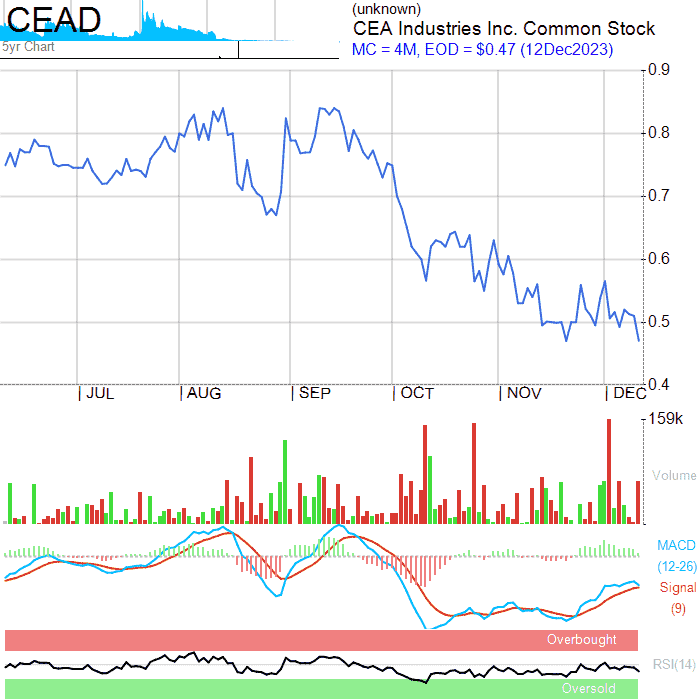 CEAD
5yr Chart
(unknown)
CEA Industries Inc. Common Stock
MC = 4M, EOD = $0.47 (12Dec2023)
0.9
0.8
0.7
0.6
0.5
0.4
JUL AUG SEP OCT NOV DEC
159k
Volume
MACD
(12-26)
Signal
(9)
Overbought
RSI(14)
Oversold